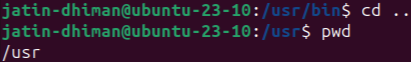 jatin-dhiman@ubuntu-23-10:/usr/bin$ cd ..
jatin-dhiman@ubuntu-23-10:/usr$ pwd
/usr